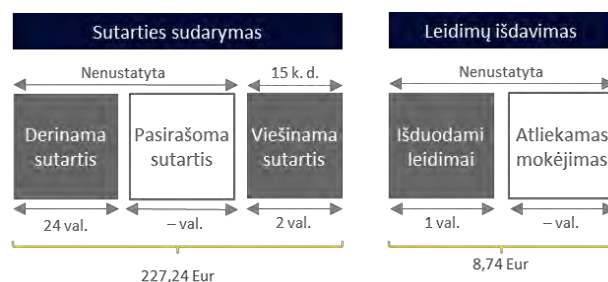 Sutarties sudarymas
Nenustatyta
15 k. d.
Derinama
sutartis
Pasirašoma
sutartis
Viešinama
sutartis
24 val.
– val.
2 val.
227,24 Eur
Leidimų išdavimas
Nenustatyta
Išduodami
leidimai
Atliekamas
mokėjimas
1 val.
– val.
8,74 Eur